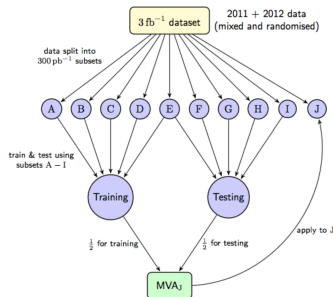 3 fb⁻¹ dataset
2011 + 2012 data
(mixed and randomised)
data split into
300 pb⁻¹ subsets
A B C D E F G H I J
train & test using
subsets A – I
Training
Testing
½ for training
½ for testing
apply to J
MVA_J